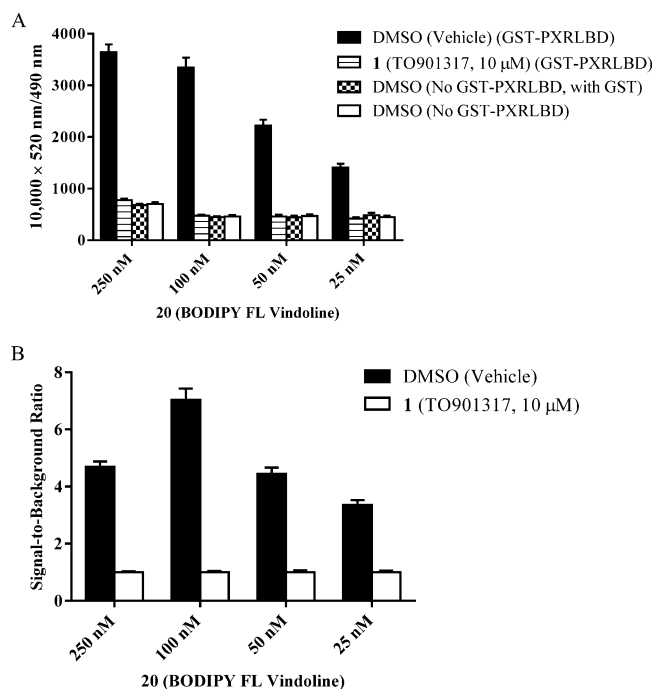 A
10,000 × 520 nm/490 nm
4000
3000
2000
1000
0
DMSO (Vehicle) (GST-PXRLBD)
1 (TO901317, 10 μM) (GST-PXRLBD)
DMSO (No GST-PXRLBD, with GST)
DMSO (No GST-PXRLBD)
250 nM
100 nM
50 nM
25 nM
20 (BODIPY FL Vindoline)
B
Signal-to-Background Ratio
8
6
4
2
0
DMSO (Vehicle)
1 (TO901317, 10 μM)
250 nM
100 nM
50 nM
25 nM
20 (BODIPY FL Vindoline)